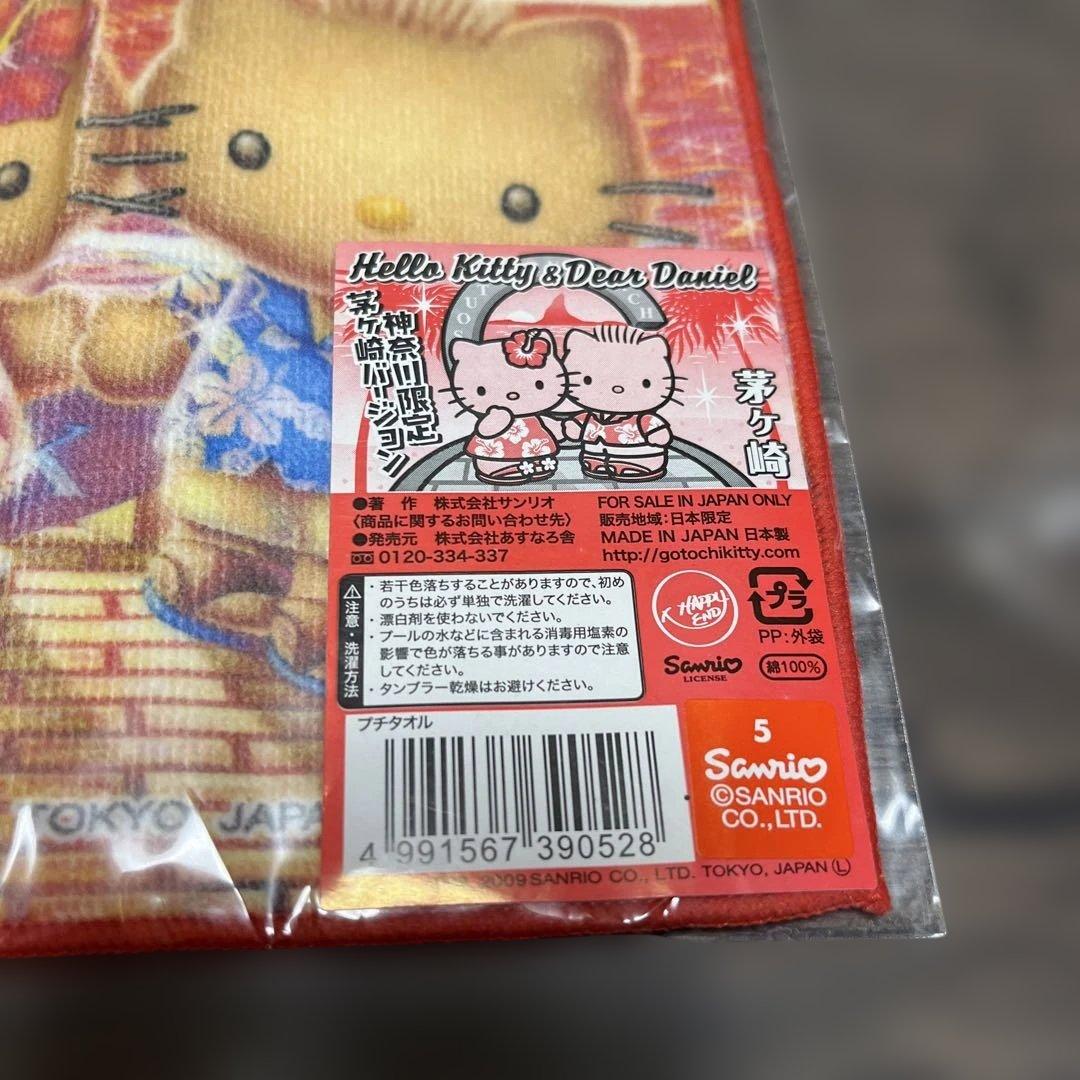 Hello Kitty & Dear Daniel
神奈川限定
茅ヶ崎バージョン
茅ヶ崎
●著 作 株式会社サンリオ
〈商品に関するお問い合わせ先〉
●発売元 株式会社あすなろ舎
0120-334-337
FOR SALE IN JAPAN ONLY
販売地域:日本限定
MADE IN JAPAN 日本製
http://gotochikitty.com
⚠注意・洗濯方法
・若干色落ちすることがありますので、初め
のうちは必ず単独で洗濯してください。
・漂白剤を使わないでください。
・プールの水などに含まれる消毒用塩素の
影響で色が落ちる事がありますので注意
してください。
・タンブラー乾燥はお避けください。
HAPPY
END
プラ
PP:外袋
Sanrio
LICENSE
綿100%
プチタオル
4 991567 390528
5
Sanrio
©SANRIO
CO.,LTD.
2009 SANRIO CO., LTD. TOKYO, JAPAN Ⓛ
TOKYO, JAPA